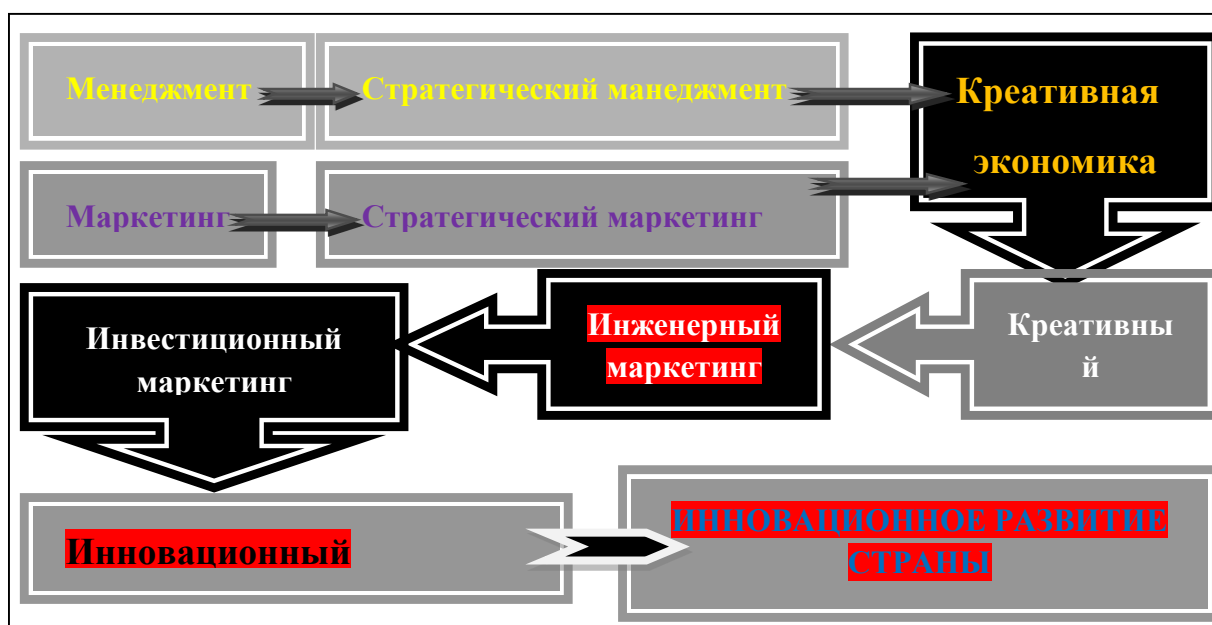 Менеджмент
Стратегический манеджмент
Креативная
экономика
Маркетинг
Стратегический маркетинг
Инвестиционный
маркетинг
Инженерный
маркетинг
Креативны
й
Инновационный
ИННОВАЦИОННОЕ РАЗВИТИЕ
СТРАНЫ